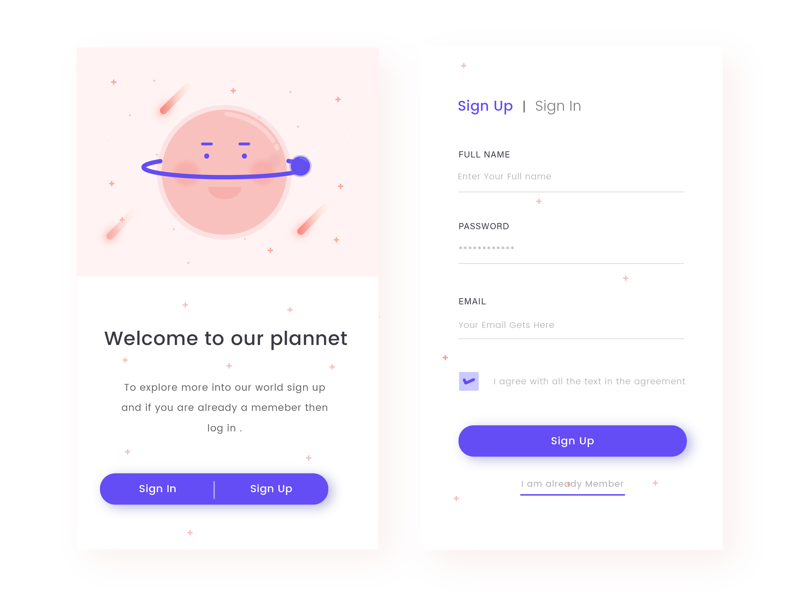 Welcome to our plannet
To explore more into our world sign up
and if you are already a memeber then
log in .
Sign In | Sign Up
Sign Up | Sign In
FULL NAME
Enter Your Full name
PASSWORD
************
EMAIL
Your Email Gets Here
I agree with all the text in the agreement
Sign Up
I am already Member